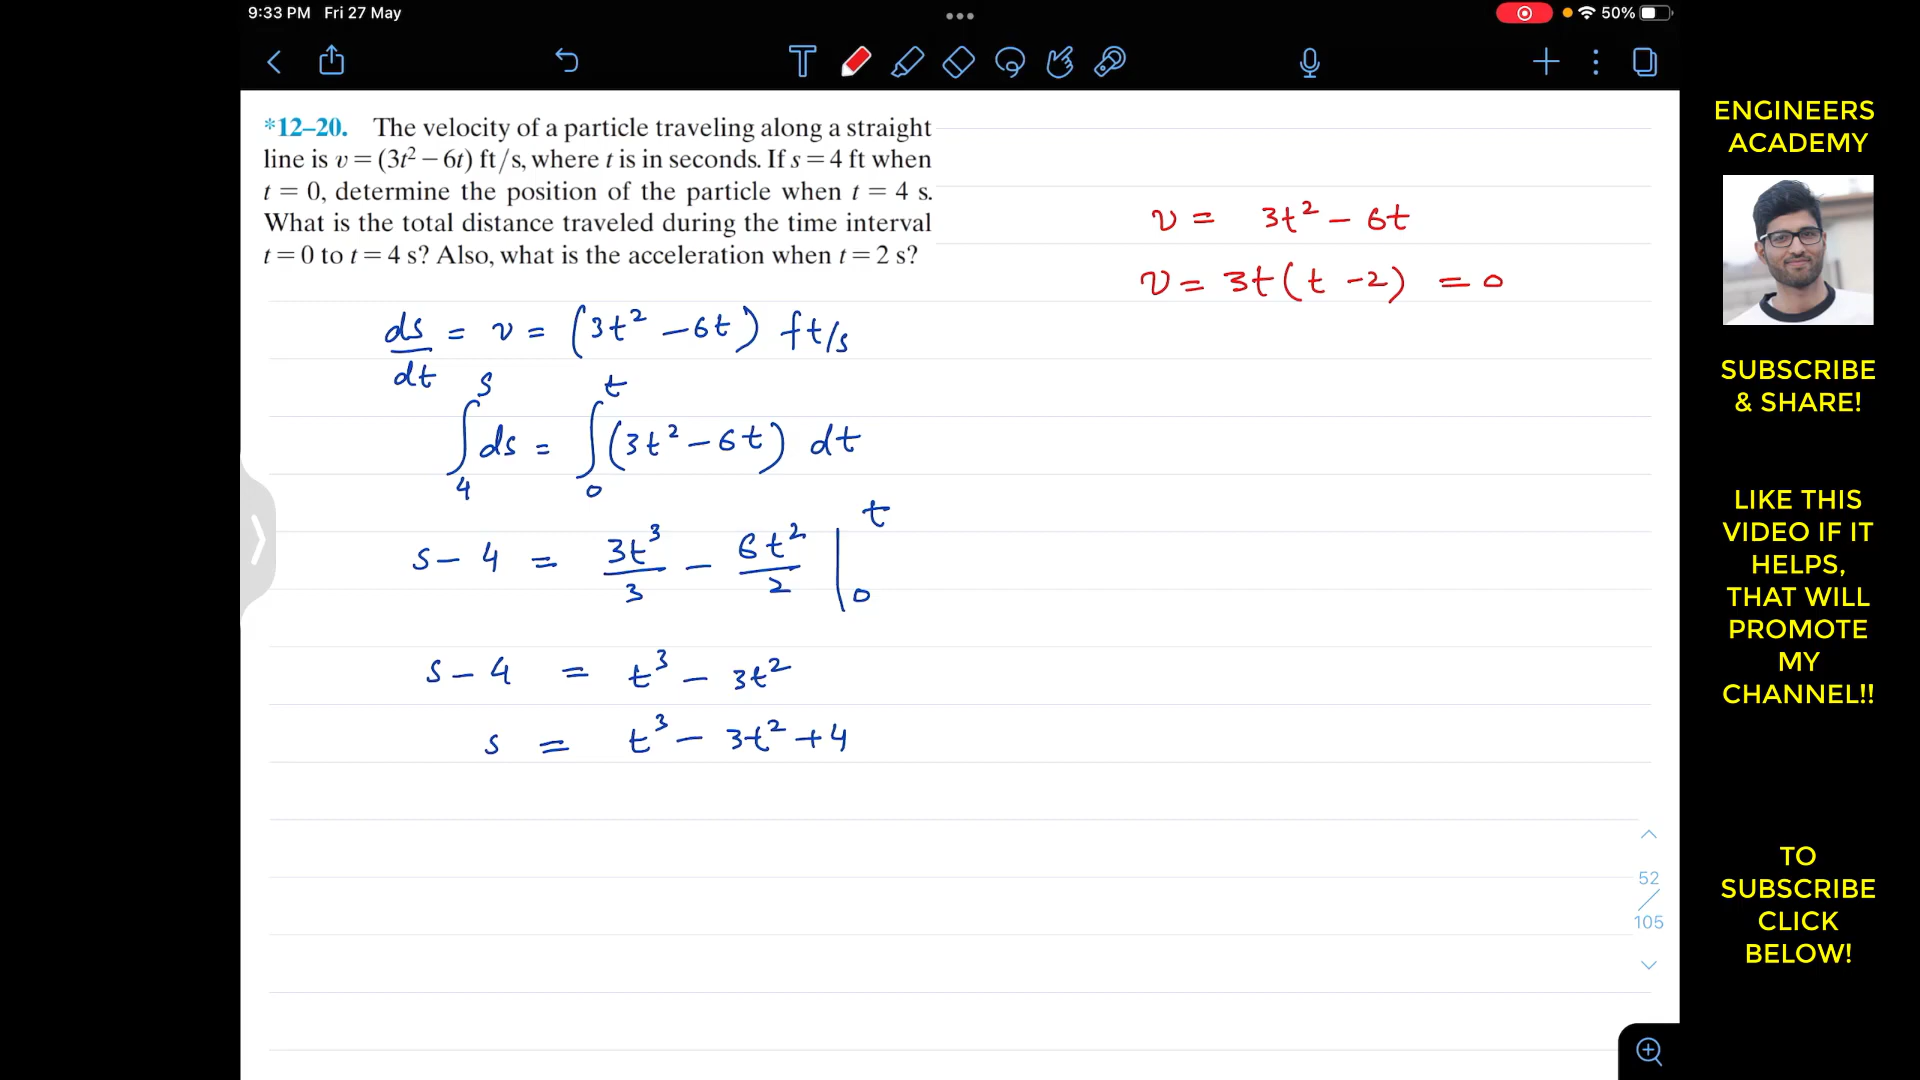 9:33 PM Fri 27 May
50%
*12–20. The velocity of a particle traveling along a straight
line is v = (3t² – 6t) ft/s, where t is in seconds. If s = 4 ft when
t = 0, determine the position of the particle when t = 4 s.
What is the total distance traveled during the time interval
t = 0 to t = 4 s? Also, what is the acceleration when t = 2 s?
ds/dt = v = (3t² – 6t) ft/s
∫₄ˢ ds = ∫₀ᵗ (3t² – 6t) dt
s – 4 = 3t³/3 – 6t²/2 |₀ᵗ
s – 4 = t³ – 3t²
s = t³ – 3t² + 4
v = 3t² – 6t
v = 3t(t – 2) = 0
52
/
105
ENGINEERS
ACADEMY
SUBSCRIBE
& SHARE!
LIKE THIS
VIDEO IF IT
HELPS,
THAT WILL
PROMOTE
MY
CHANNEL!!
TO
SUBSCRIBE
CLICK
BELOW!